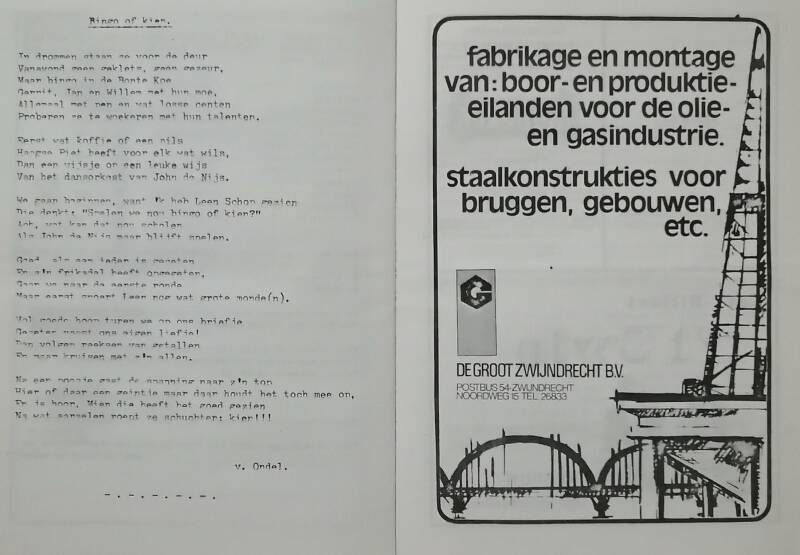 Bingo of kien.
In drommen staan ze voor de deur
Vanavond geen geklets, geen gezeur,
Maar bingo in de Bonte Koe
Gerrit, Jan en Willem met hun moe,
Allemaal met pen en wat losse centen
Proberen ze te woekeren met hun talenten.
Eerst wat koffie of een pils
Haagse Piet heeft voor elk wat wils,
Dan een wijsje or een leuke wijs
Van het dansorkest van John de Nijs.
We gaan beginnen, want 'k heb Leen Schop gezien
Die denkt: "Spelen we nou bingo of kien?"
Ach, wat kan dat nou schelen
Als John de Nijs maar blijft spelen.
Goed, als een ieder is gezeten
En z'n frikadel heeft opgegeten,
Gaan we naar de eerste ronde
Maar eerst snoert Leen nog wat grote monde(n).
Vol goede hoop turen we op ons briefje
Gezeten naast ons eigen liefje!
Dan volgen reeksen van getallen
En maar kruisen met z'n allen.
Na een poosje gaat de spanning naar z'n top
Hier of daar een geintje maar daar houdt het toch mee op,
Er is hoop, Mien die heeft het goed gezien
Na wat aarzelen roept ze schuchter: kien!!!
v. Ondel.
-.-.-.-.-.
fabrikage en montage
van: boor- en produktie-
eilanden voor de olie-
en gasindustrie.
staalkonstrukties voor
bruggen, gebouwen,
etc.
DE GROOT ZWIJNDRECHT B.V.
POSTBUS 54-ZWIJNDRECHT
NOORDWEG 15 TEL. 26833